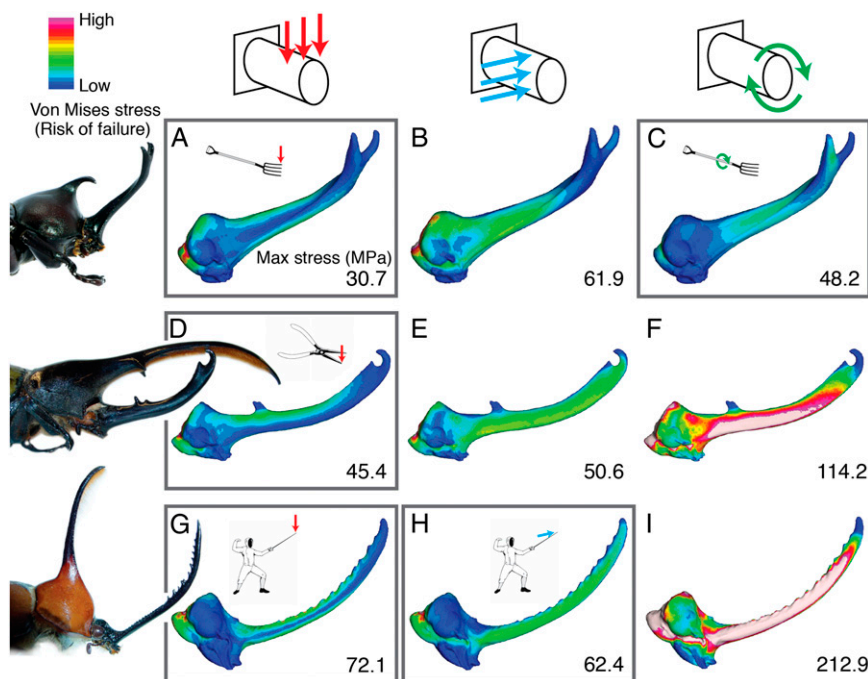 High
Low
Von Mises stress
(Risk of failure)
A
B
C
Max stress (MPa)
30.7
61.9
48.2
D
E
F
45.4
50.6
114.2
G
H
I
72.1
62.4
212.9